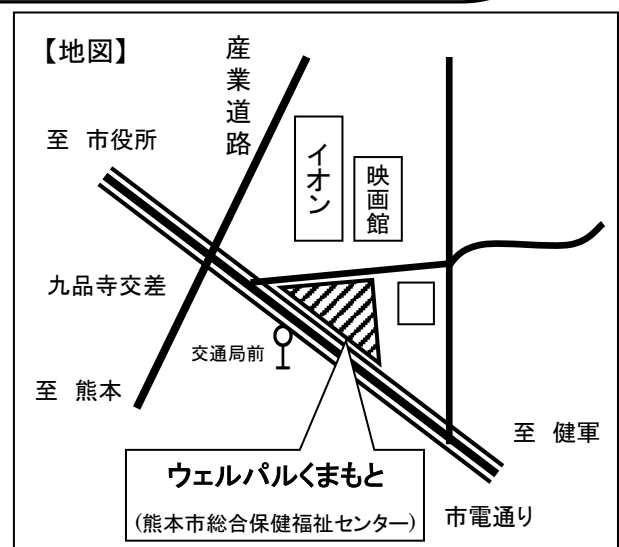 【地図】
産業道路
至 市役所
イオン
映画館
九品寺交差
交通局前
至 熊本
至 健軍
ウェルパルくまもと
(熊本市総合保健福祉センター)
市電通り